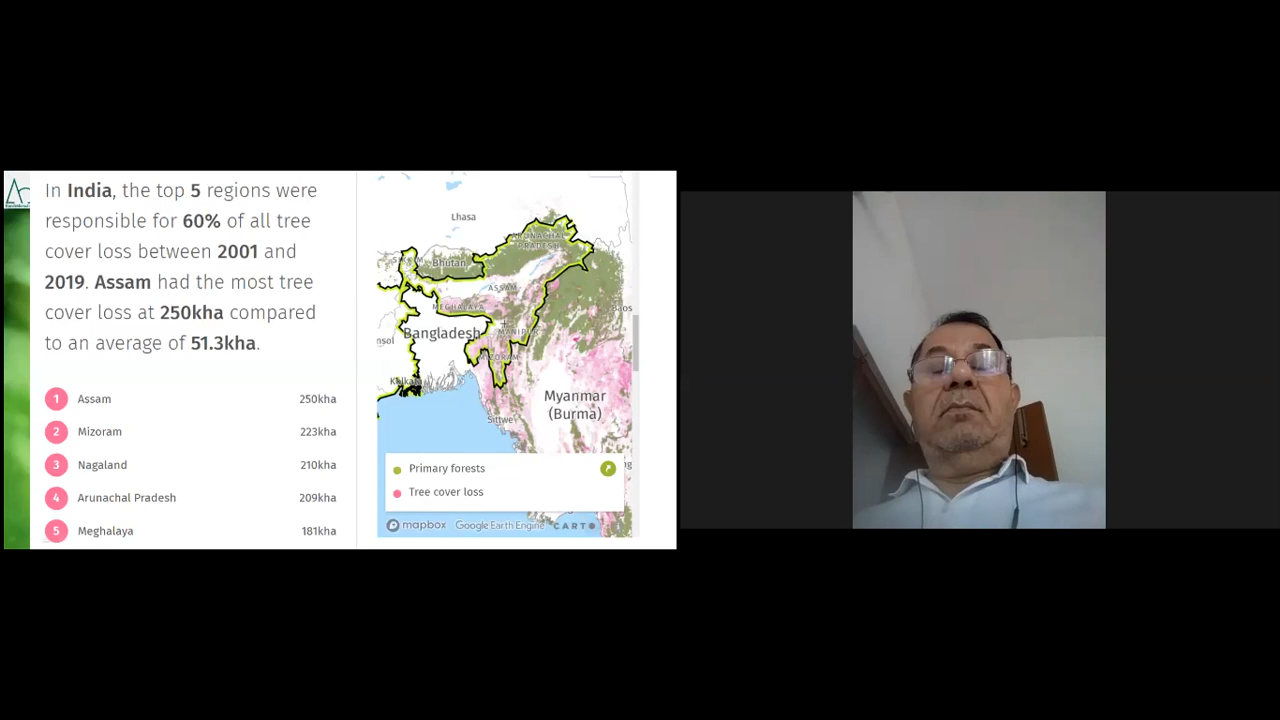 In India, the top 5 regions were
responsible for 60% of all tree
cover loss between 2001 and
2019. Assam had the most tree
cover loss at 250kha compared
to an average of 51.3kha.
1 Assam 250kha
2 Mizoram 223kha
3 Nagaland 210kha
4 Arunachal Pradesh 209kha
5 Meghalaya 181kha
Lhasa
ARUNACHAL
PRADESH
Bhutan
ASSAM
MEGHALAYA
Bangladesh
MANIPUR
MIZORAM
Kolkata
Myanmar
(Burma)
Sittwe
Primary forests
Tree cover loss
mapbox Google Earth Engine CARTO